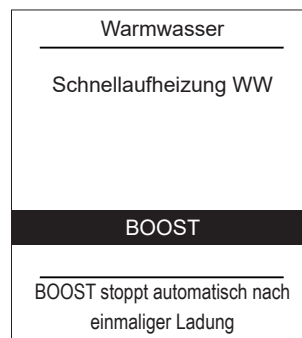 Warmwasser
Schnellaufheizung WW
BOOST
BOOST stoppt automatisch nach
einmaliger Ladung